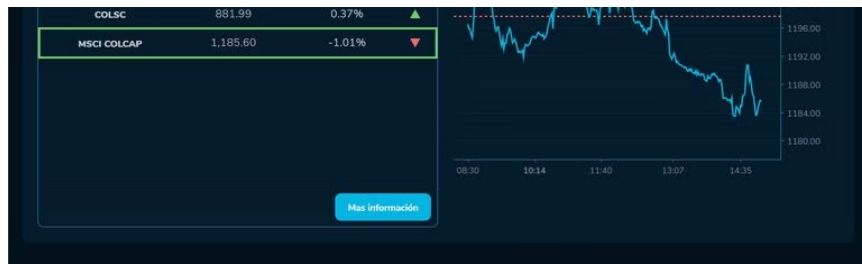 COLSC 881.99 0.37%
MSCI COLCAP 1,185.60 -1.01%
Mas información
1196.00
1192.00
1188.00
1184.00
1180.00
08:30 10:14 11:40 13:07 14:35